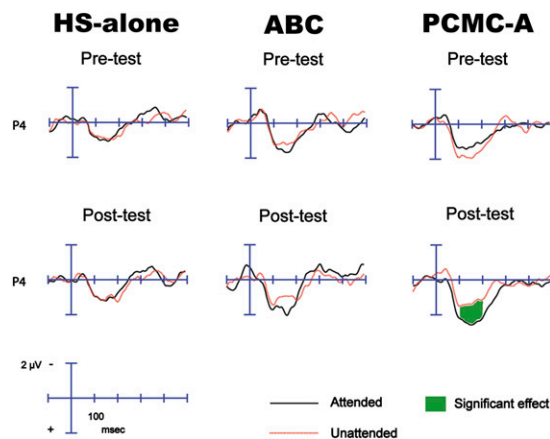 HS-alone ABC PCMC-A
Pre-test Pre-test Pre-test
P4
Post-test Post-test Post-test
P4
2 µV -
+
100
msec
Attended
Unattended
Significant effect